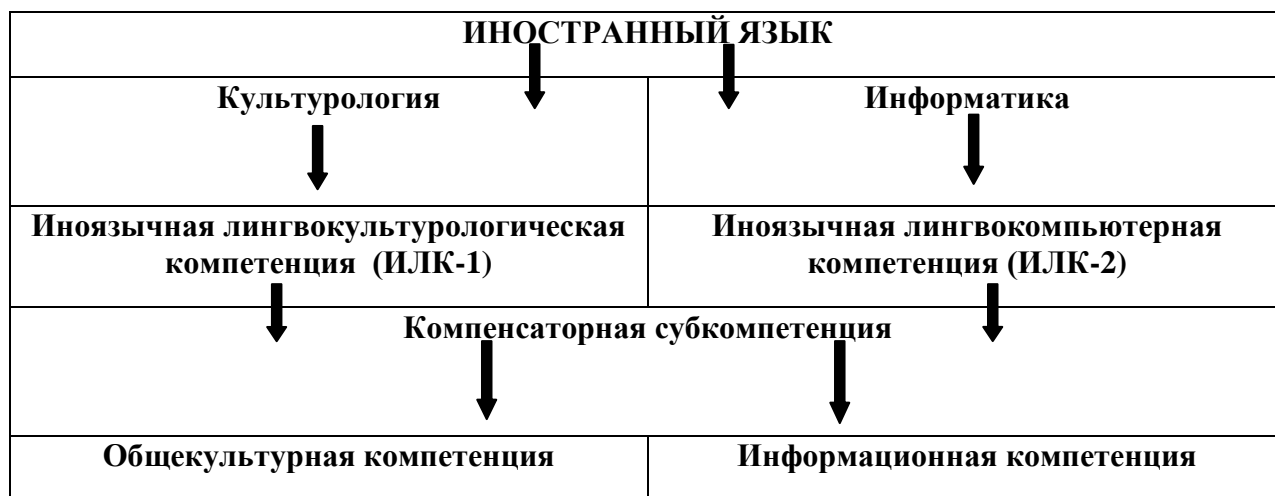 ИНОСТРАННЫЙ ЯЗЫК
Культурология
Информатика
Иноязычная лингвокультурологическая
компетенция (ИЛК-1)
Иноязычная лингвокомпьютерная
компетенция (ИЛК-2)
Компенсаторная субкомпетенция
Общекультурная компетенция
Информационная компетенция